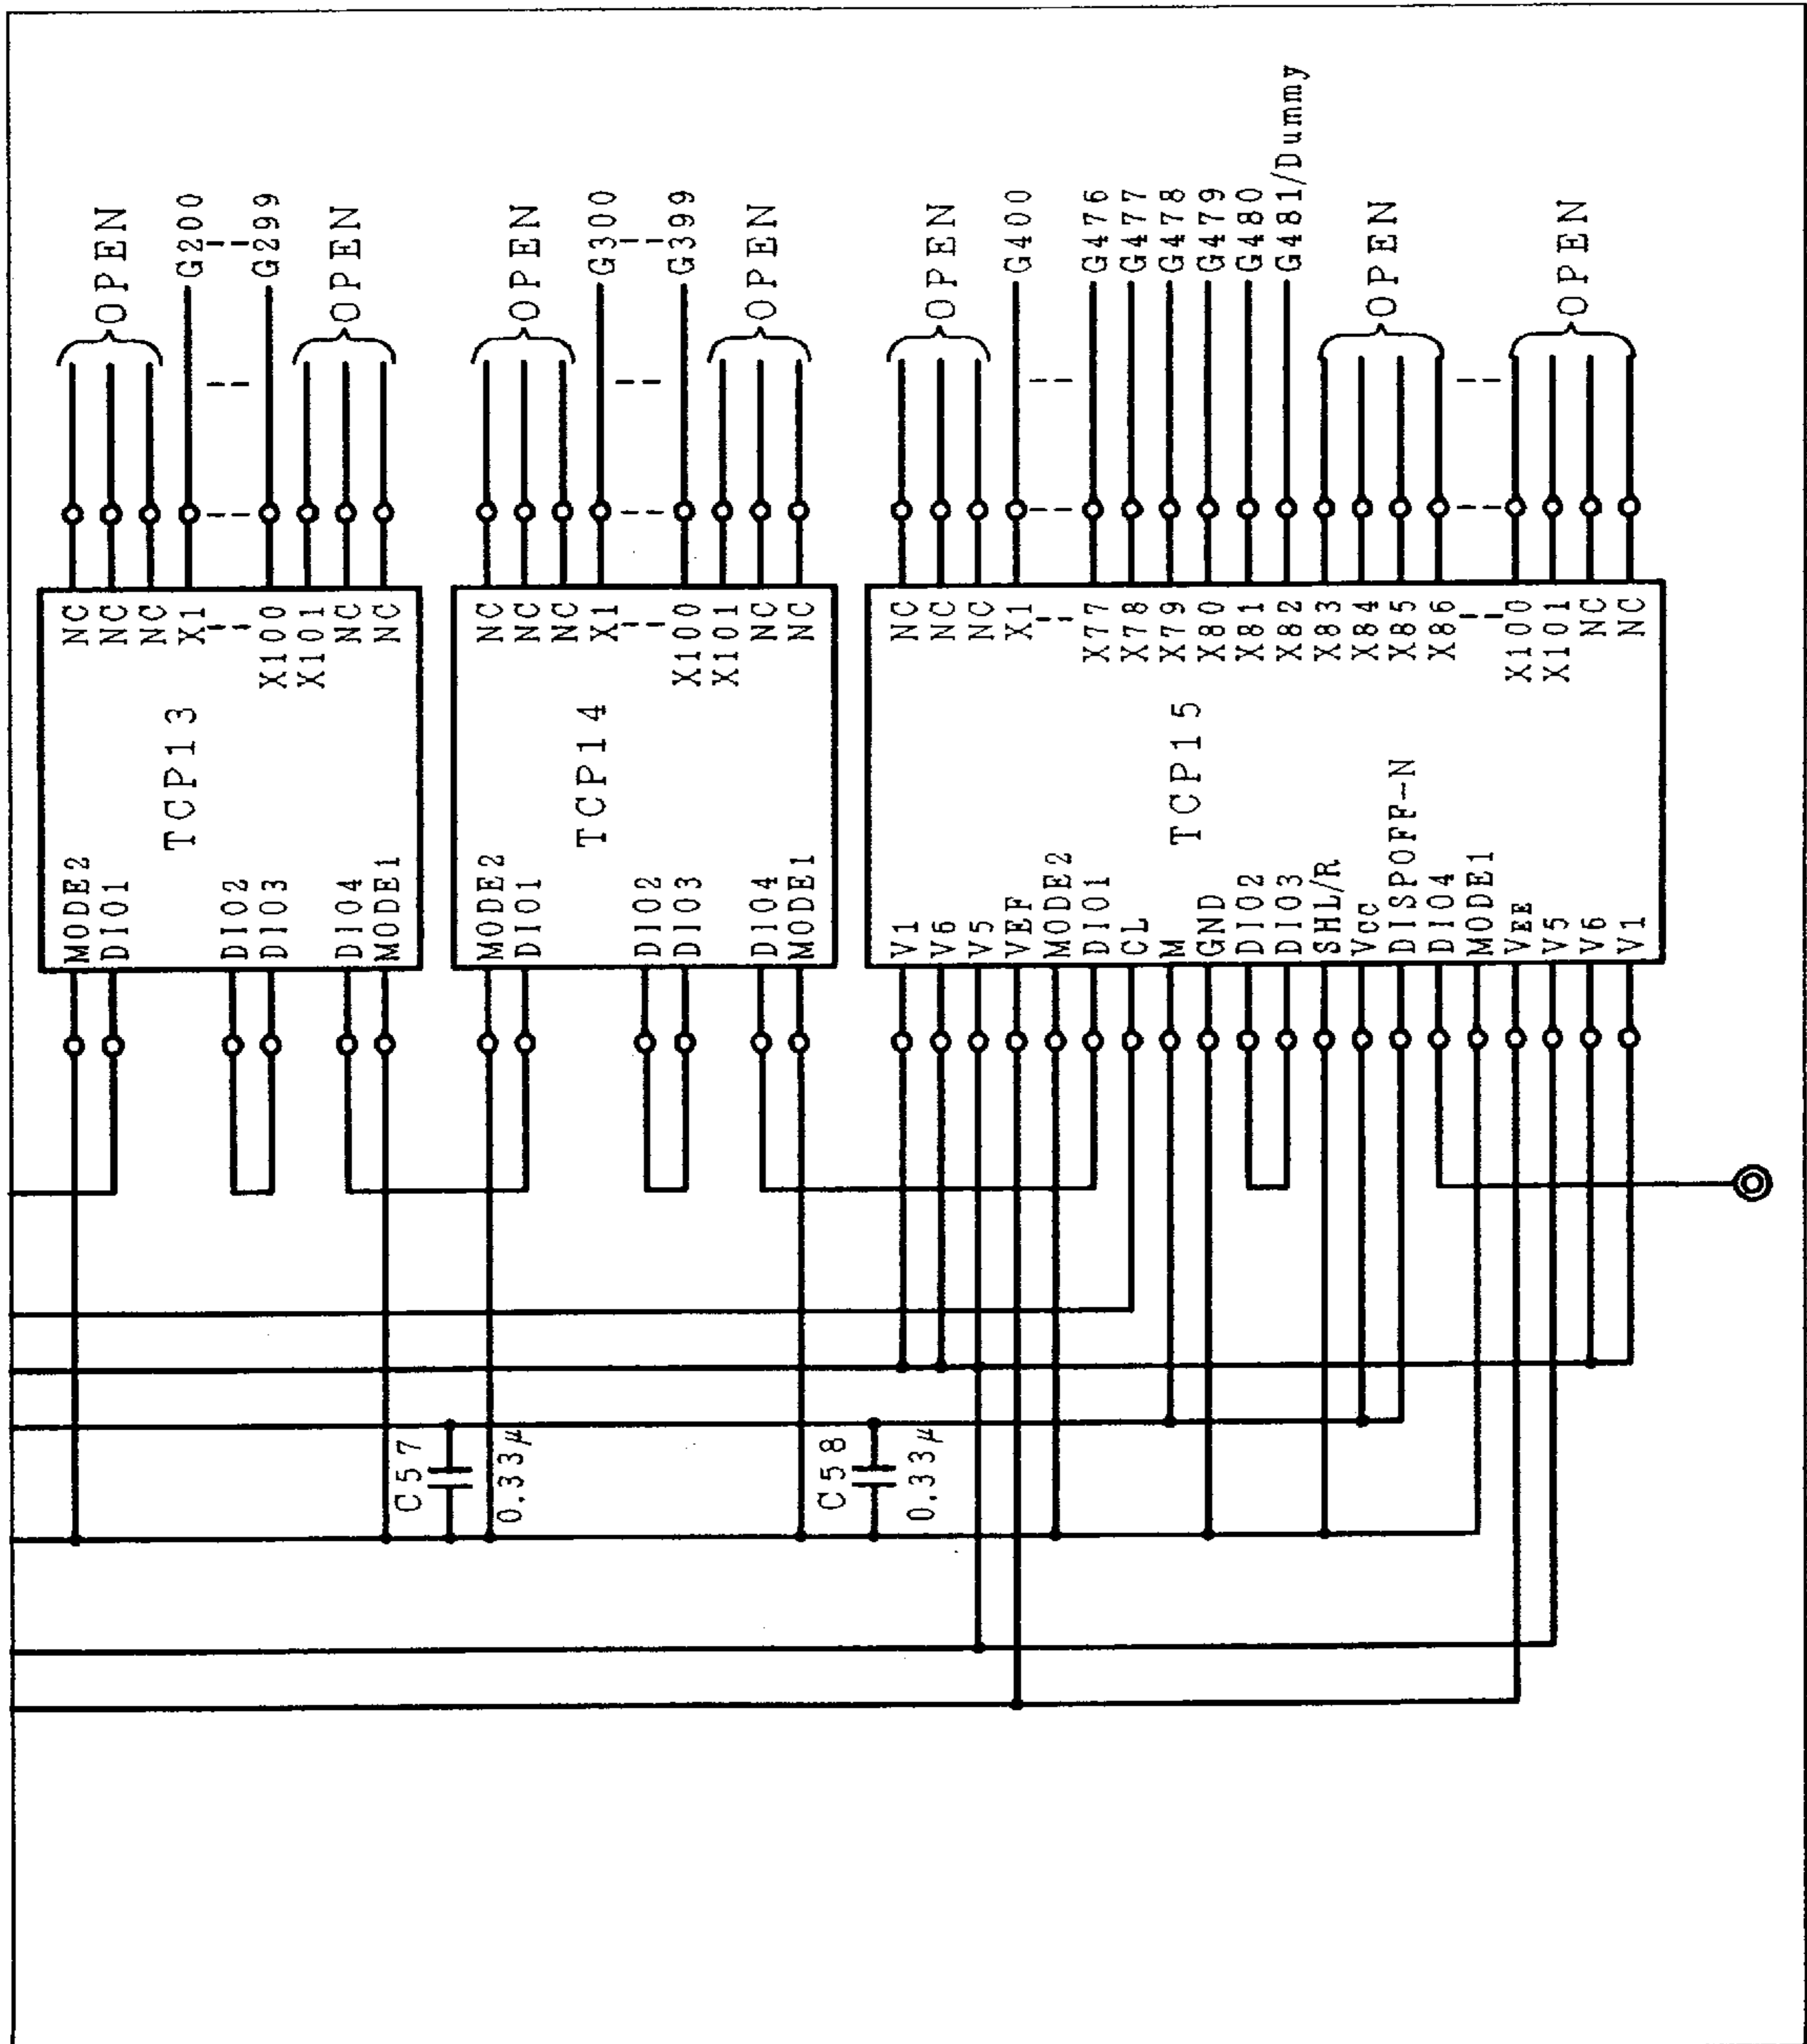 OPEN
G200
G299
OPEN
NC
NC
NC
X1
X100
X101
NC
NC
TCP13
MODE2
DIO1
DIO2
DIO3
DIO4
MODE1
OPEN
G300
G399
OPEN
NC
NC
NC
X1
X100
X101
NC
NC
TCP14
MODE2
DIO1
DIO2
DIO3
DIO4
MODE1
OPEN
G400
G476
G477
G478
G479
G480
G481/Dummy
OPEN
OPEN
NC
NC
NC
X1
X77
X78
X79
X80
X81
X82
X83
X84
X85
X86
X100
X101
NC
NC
TCP15
V1
V6
V5
VEF
MODE2
DIO1
CL
M
GND
DIO2
DIO3
SHL/R
VCC
DISPOFF-N
DIO4
MODE1
VEE
V5
V6
V1
C57
0.33μ
C58
0.33μ